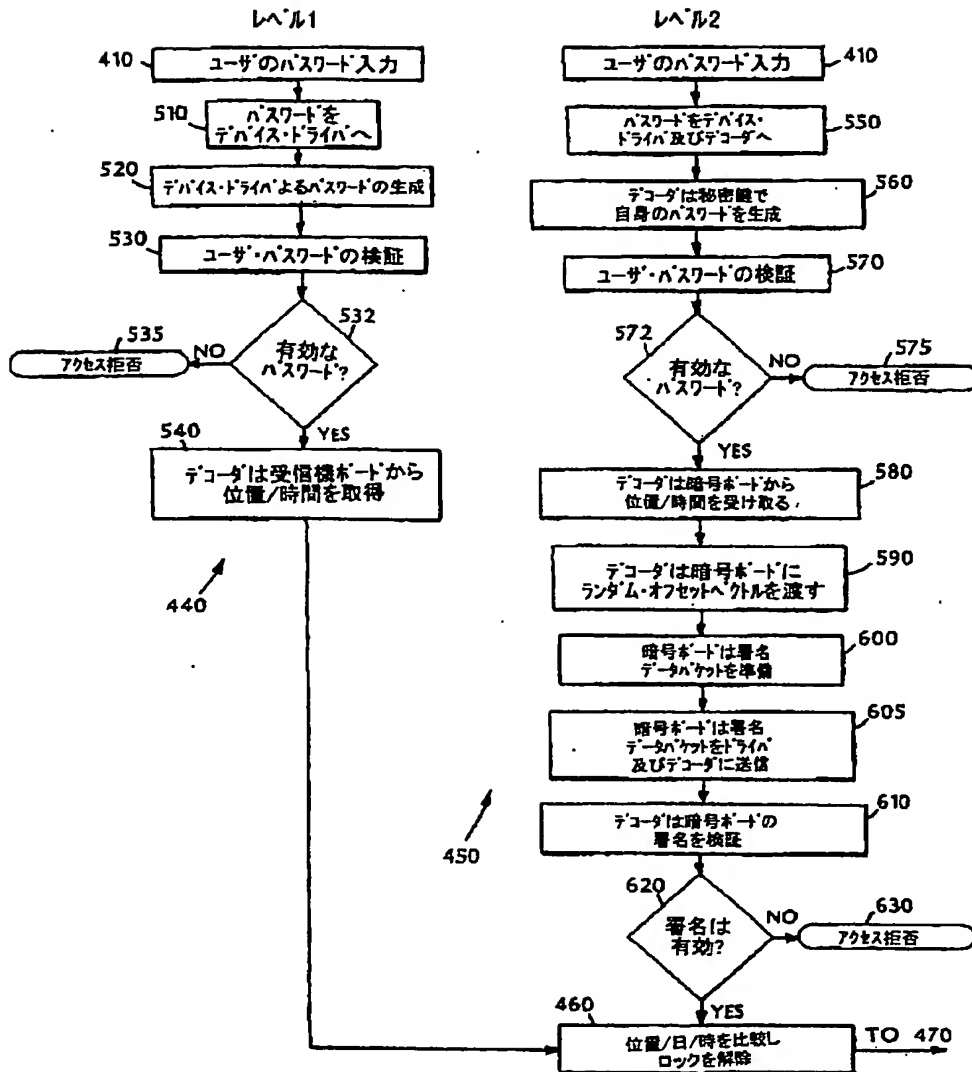 レベル1
410
ユーザのパスワード入力
510
パスワードを
デバイス・ドライバへ
520
デバイス・ドライバよるパスワードの生成
530
ユーザ・パスワードの検証
532
有効な
パスワード?
535
NO
アクセス拒否
YES
540
デコーダは受信機ボードから
位置/時間を取得
440
レベル2
410
ユーザのパスワード入力
550
パスワードをデバイス・
ドライバ及びデコーダへ
560
デコーダは秘密鍵で
自身のパスワードを生成
570
ユーザ・パスワードの検証
572
有効な
パスワード?
NO
575
アクセス拒否
YES
580
デコーダは暗号ボードから
位置/時間を受け取る
590
デコーダは暗号ボードに
ランダム・オフセットベクトルを渡す
600
暗号ボードは署名
データパケットを準備
605
暗号ボードは署名
データパケットをドライバ
及びデコーダに送信
610
デコーダは暗号ボードの
署名を検証
450
620
署名は
有効?
NO
630
アクセス拒否
YES
460
位置/日/時を比較し
ロックを解除
TO 470